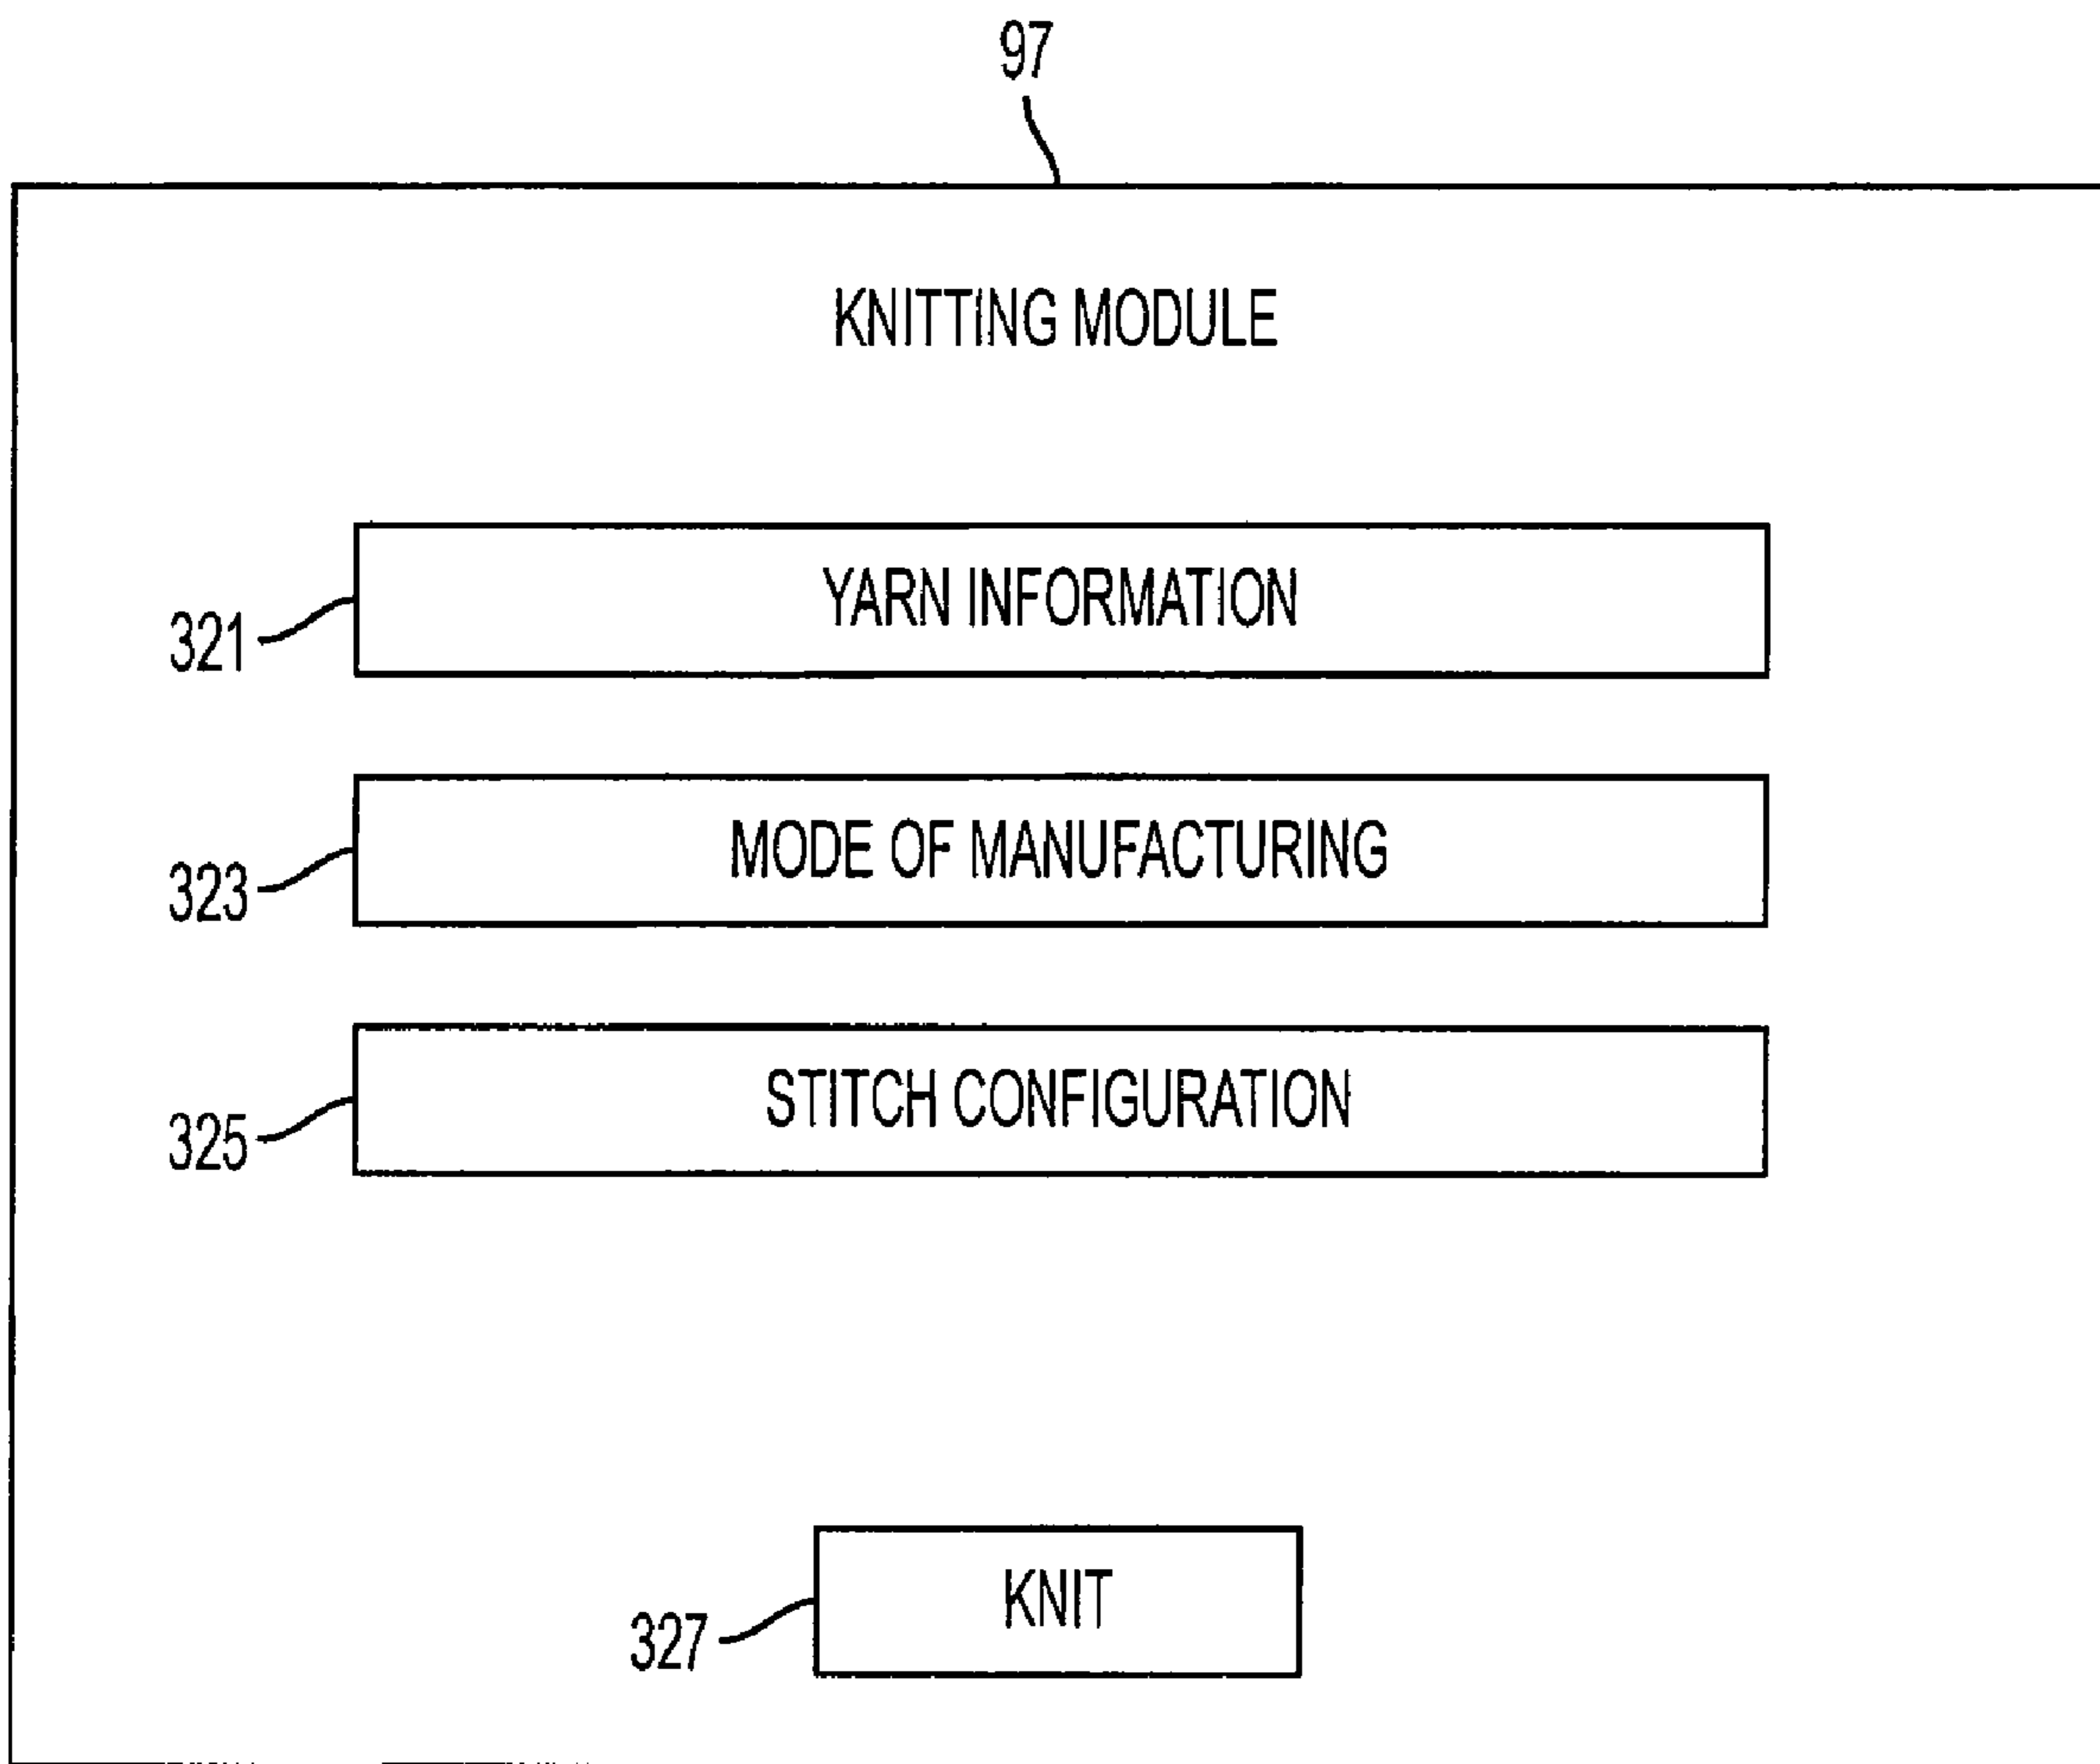 97
KNITTING MODULE
YARN INFORMATION
321
MODE OF MANUFACTURING
323
STITCH CONFIGURATION
325
KNIT
327